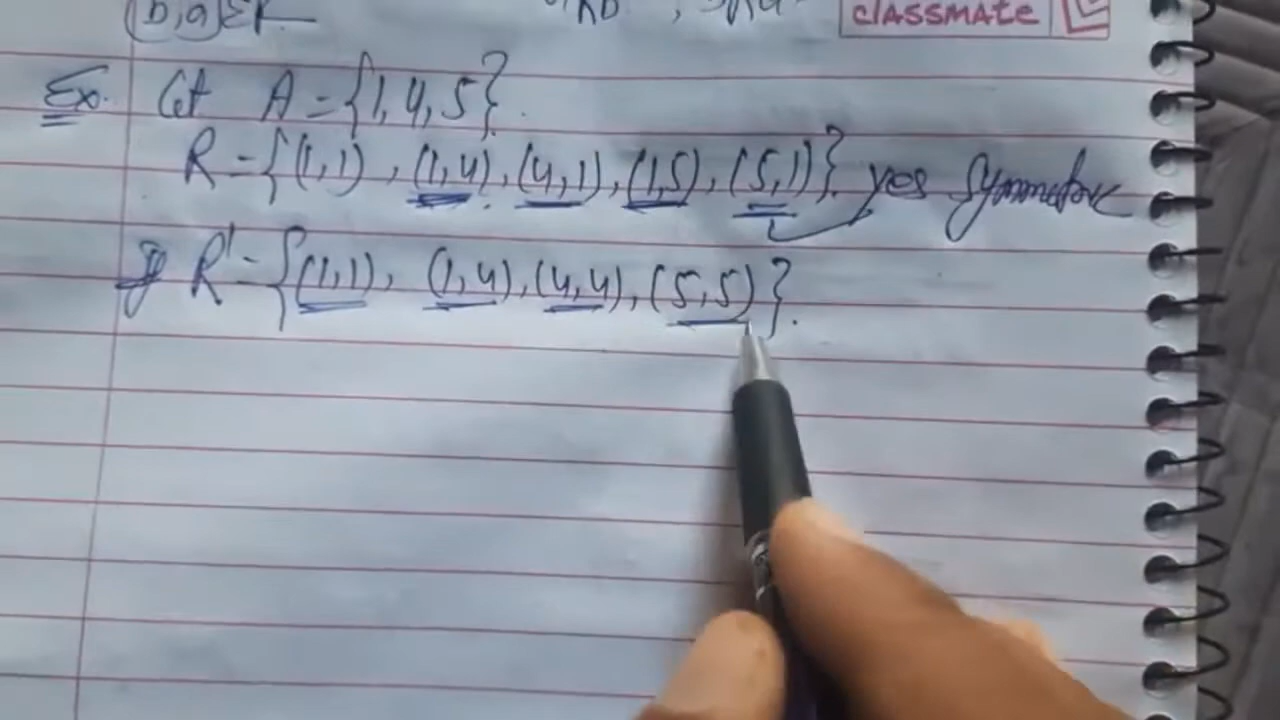 (b,a) ∈ R
classmate
Ex. Let A = {1, 4, 5}.
R = {(1,1), (1,4), (4,1), (1,5), (5,1)}. yes Symmetric
R' = {(1,1), (1,4), (4,4), (5,5)}.